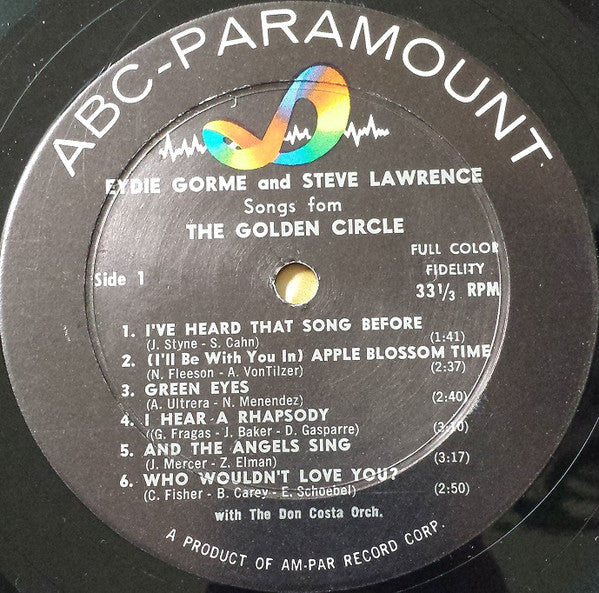 ABC-PARAMOUNT
EYDIE GORME and STEVE LAWRENCE
Songs fom
THE GOLDEN CIRCLE
Side 1
FULL COLOR
FIDELITY
33 1/3 RPM
1. I'VE HEARD THAT SONG BEFORE
(J. Styne - S. Cahn) (1:41)
2. (I'll Be With You In) APPLE BLOSSOM TIME
(N. Fleeson - A. VonTilzer) (2:37)
3. GREEN EYES
(A. Ultrera - N. Menendez) (2:40)
4. I HEAR A RHAPSODY
((G. Fragas - J. Baker - D. Gasparre) (3:10)
5. AND THE ANGELS SING
(J. Mercer - Z. Elman) (3:17)
6. WHO WOULDN'T LOVE YOU?
(C. Fisher - B. Carey - E. Schoebel) (2:50)
with The Don Costa Orch.
A PRODUCT OF AM-PAR RECORD CORP.